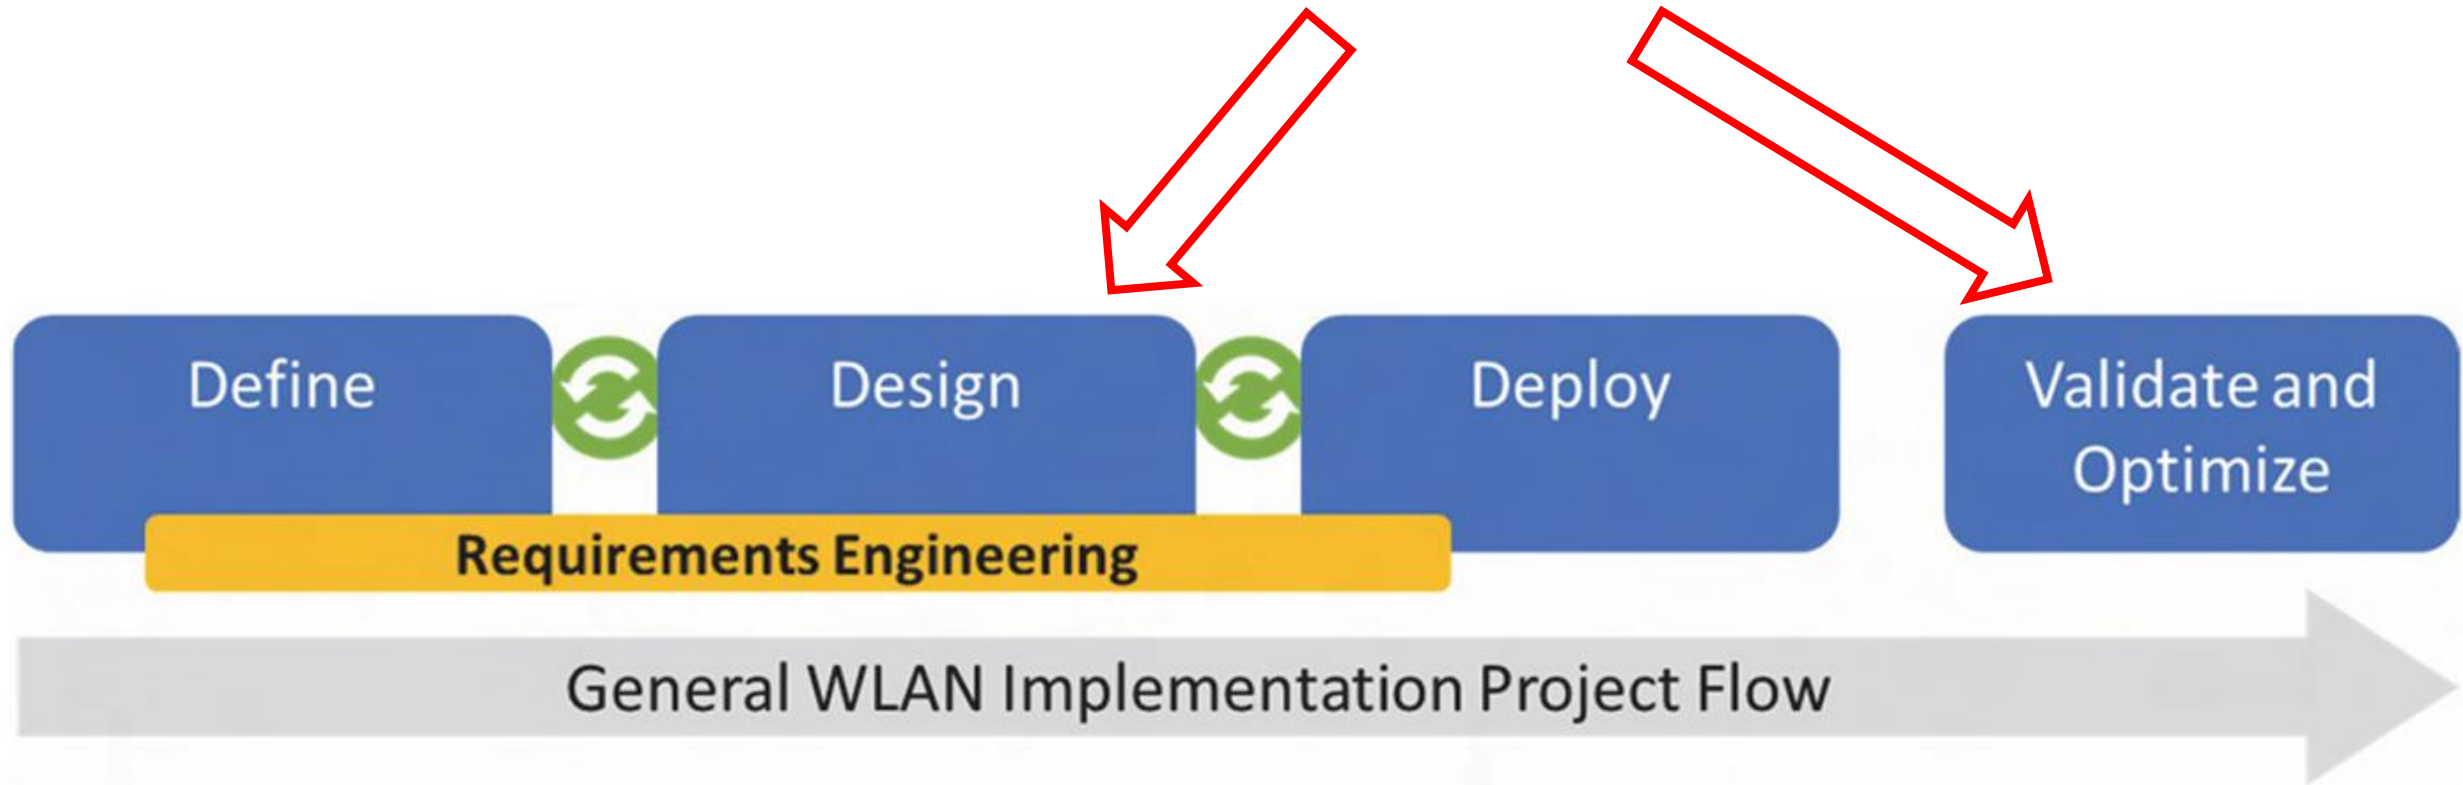 Define
Design
Deploy
Validate and
Optimize
Requirements Engineering
General WLAN Implementation Project Flow